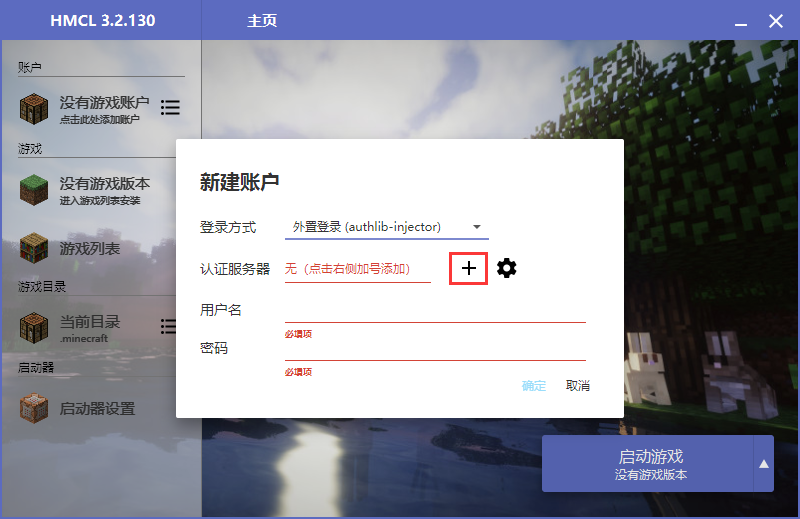 HMCL 3.2.130
主页
账户
没有游戏账户
点击此处添加账户
游戏
没有游戏版本
进入游戏列表安装
游戏列表
游戏目录
当前目录
.minecraft
启动器
启动器设置
新建账户
登录方式 外置登录 (authlib-injector)
认证服务器 无（点击右侧加号添加）
用户名
必填项
密码
必填项
确定 取消
启动游戏
没有游戏版本